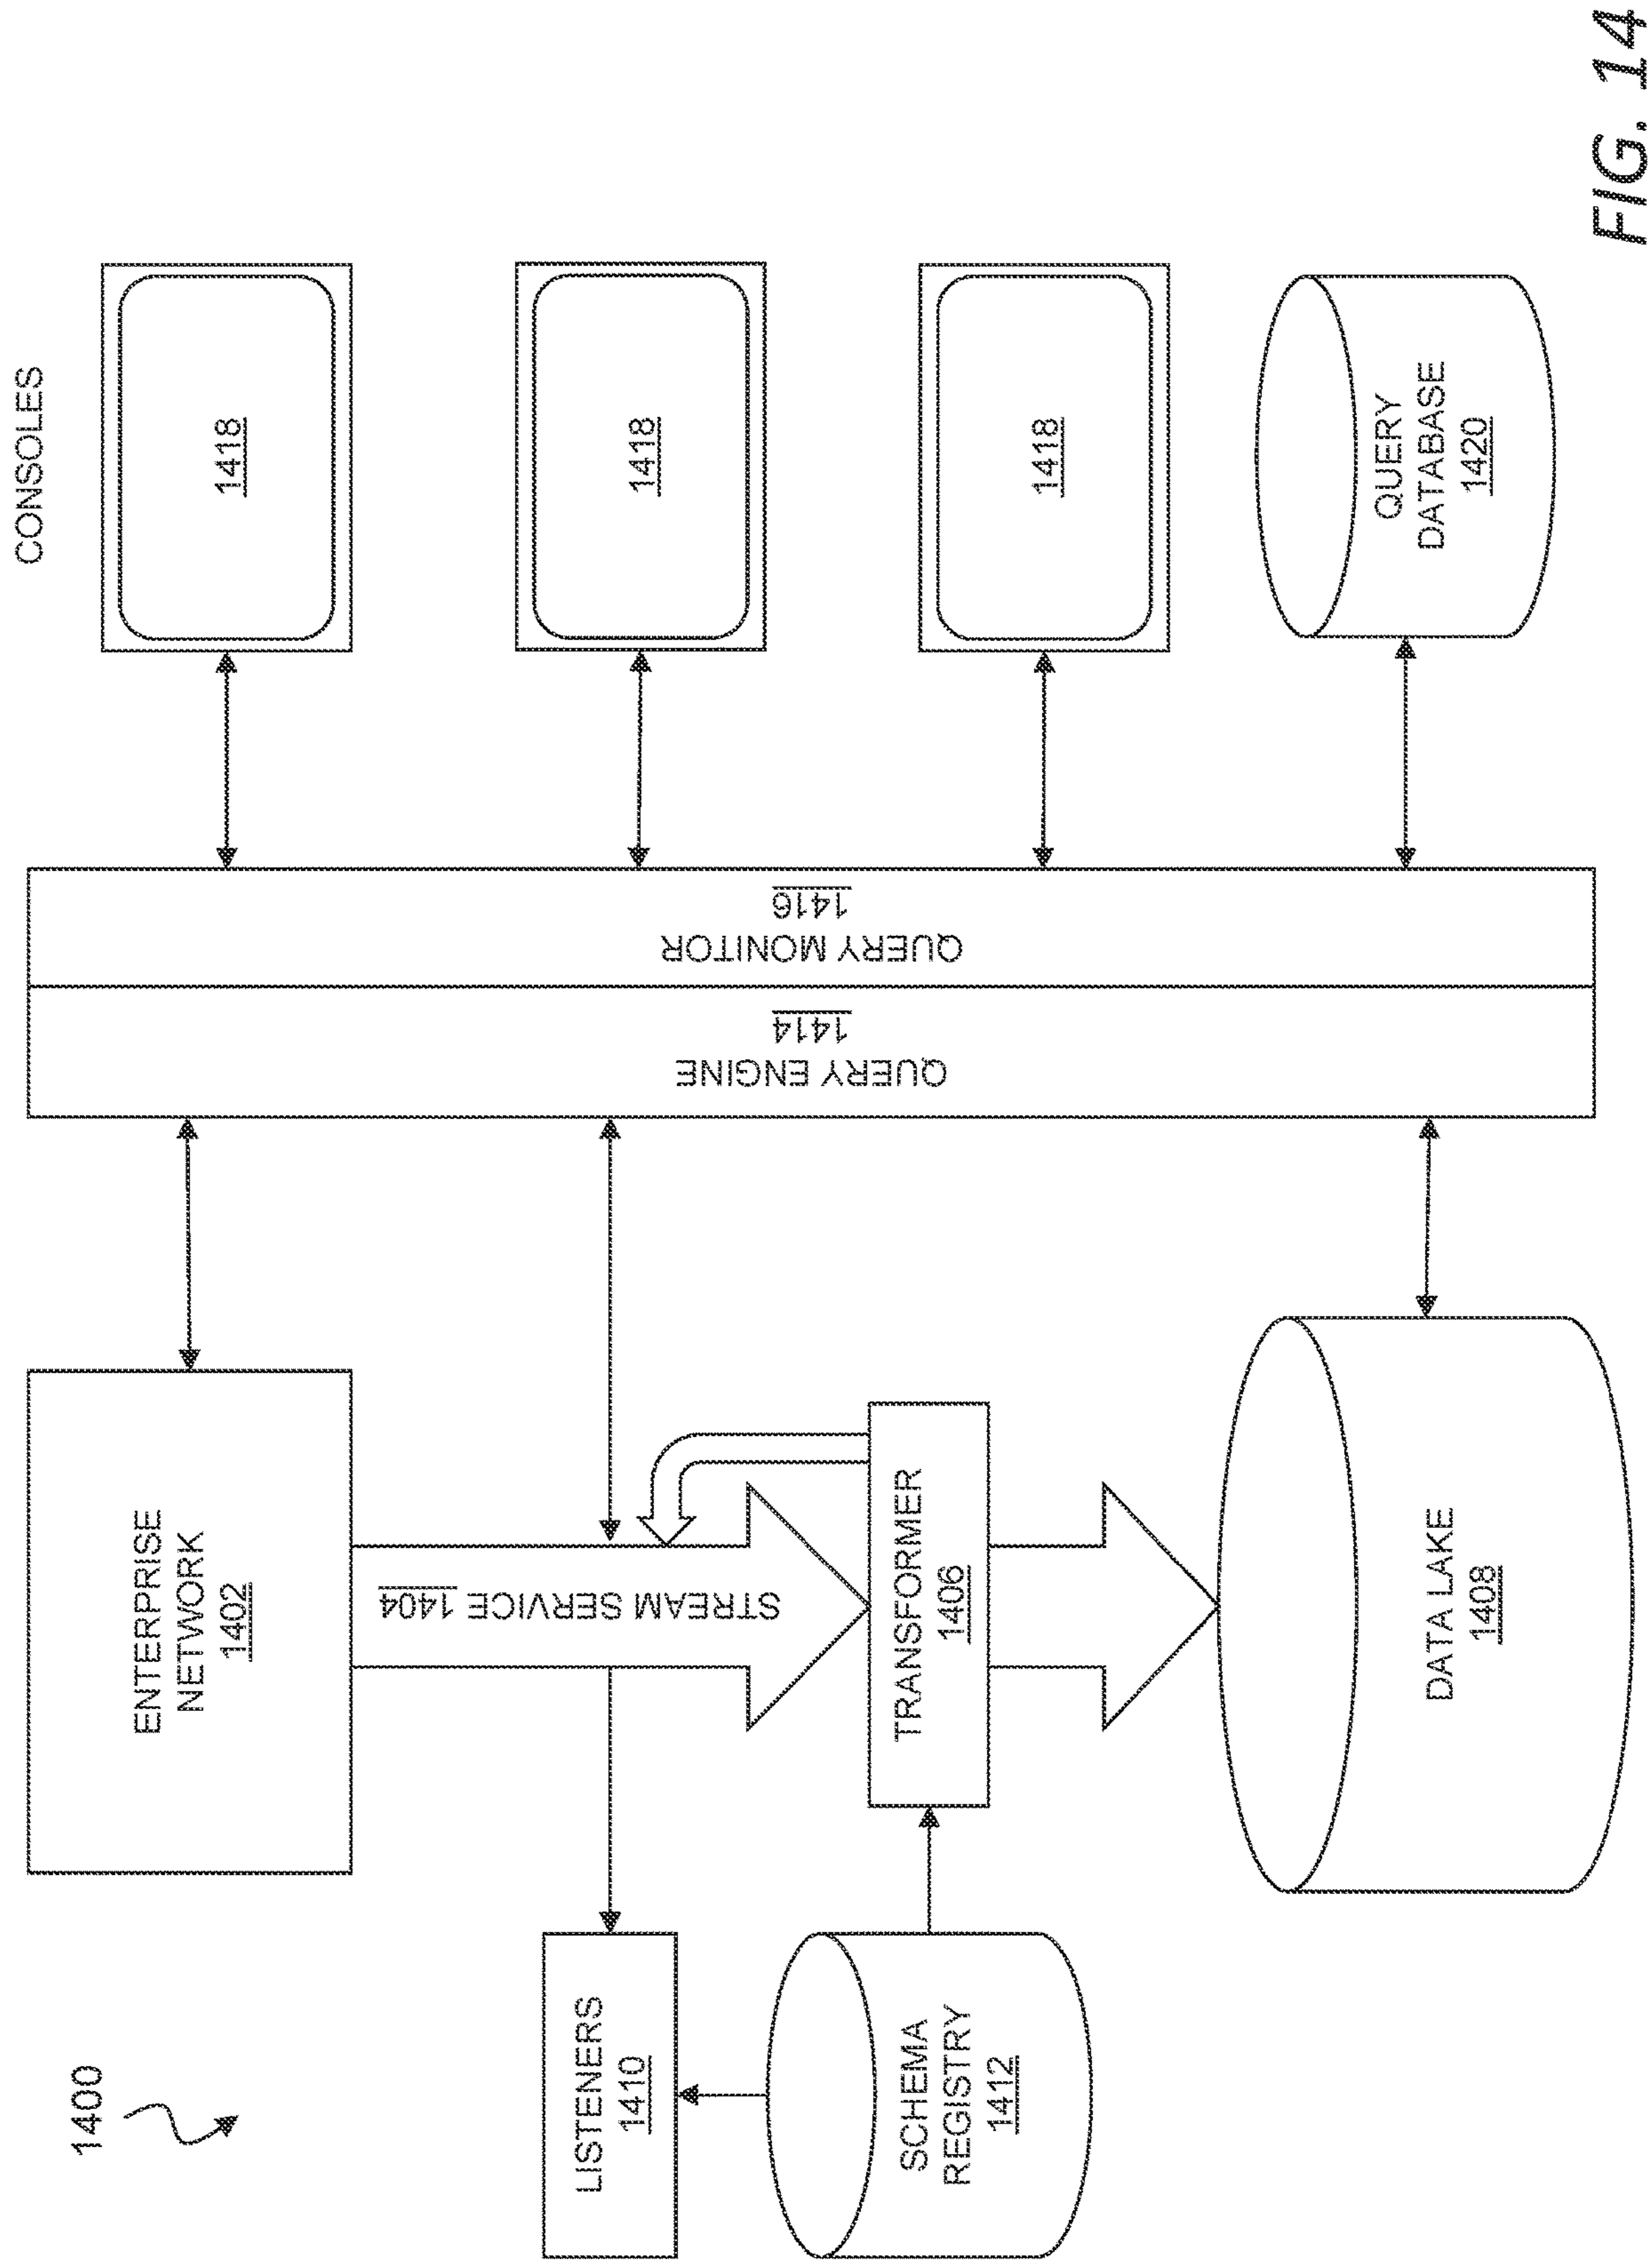 1400
ENTERPRISE
NETWORK
1402
CONSOLES
1418
STREAM SERVICE 1404
LISTENERS
1410
1418
QUERY ENGINE
1414
QUERY MONITOR
1416
SCHEMA
REGISTRY
1412
TRANSFORMER
1406
1418
DATA LAKE
1408
QUERY
DATABASE
1420
FIG. 14